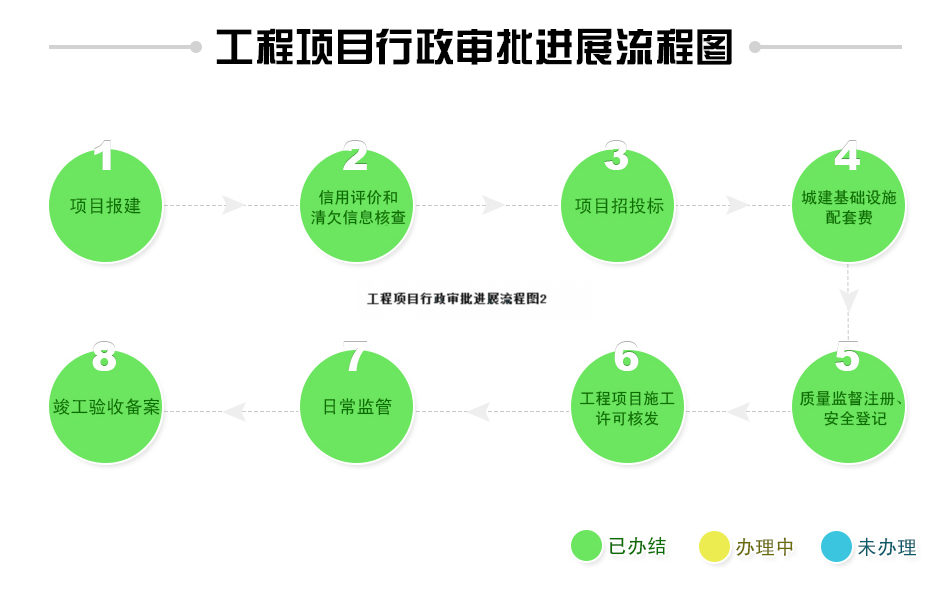 工程项目行政审批进展流程图
1
项目报建
2
信用评价和
清欠信息核查
3
项目招投标
4
城建基础设施
配套费
工程项目行政审批进展流程图2
8
竣工验收备案
7
日常监管
6
工程项目施工
许可核发
5
质量监督注册、
安全登记
已办结
办理中
未办理